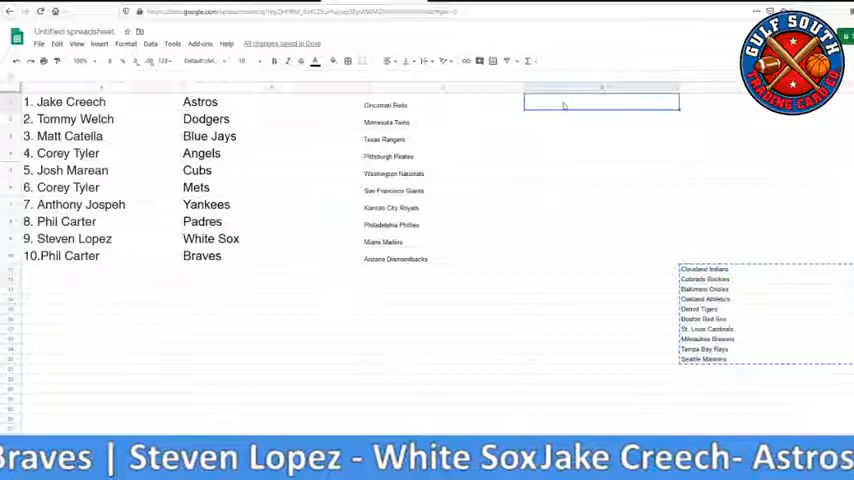 Untitled spreadsheet
File Edit View Insert Format Data Tools Add-ons Help All changes saved in Drive
100%
GULF SOUTH
TRADING CARD CO
1. Jake Creech Astros Cincinnati Reds
2. Tommy Welch Dodgers Minnesota Twins
3. Matt Catella Blue Jays Texas Rangers
4. Corey Tyler Angels Pittsburgh Pirates
5. Josh Marean Cubs Washington Nationals
6. Corey Tyler Mets San Francisco Giants
7. Anthony Jospeh Yankees Kansas City Royals
8. Phil Carter Padres Philadelphia Phillies
9. Steven Lopez White Sox Miami Marlins
10.Phil Carter Braves Arizona Diamondbacks
Cleveland Indians
Colorado Rockies
Baltimore Orioles
Oakland Athletics
Detroit Tigers
Boston Red Sox
St. Louis Cardinals
Milwaukee Brewers
Tampa Bay Rays
Seattle Mariners
Braves | Steven Lopez - White SoxJake Creech- Astros